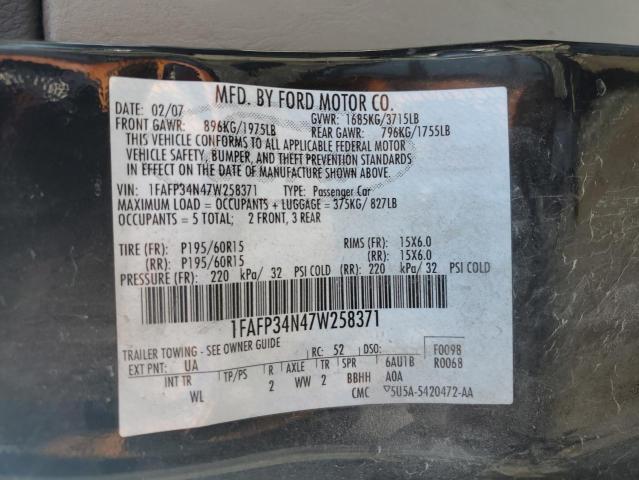 MFD. BY FORD MOTOR CO.
DATE: 02/07 GVWR: 1685KG/3715LB
FRONT GAWR: 896KG/1975LB REAR GAWR: 796KG/1755LB
THIS VEHICLE CONFORMS TO ALL APPLICABLE FEDERAL MOTOR
VEHICLE SAFETY, BUMPER, AND THEFT PREVENTION STANDARDS
IN EFFECT ON THE DATE OF MANUFACTURE SHOWN ABOVE.
VIN: 1FAFP34N47W258371 TYPE: Passenger Car
MAXIMUM LOAD = OCCUPANTS + LUGGAGE = 375KG/ 827LB
OCCUPANTS = 5 TOTAL; 2 FRONT, 3 REAR
TIRE (FR): P195/60R15 RIMS (FR): 15X6.0
(RR): P195/60R15 (RR): 15X6.0
PRESSURE (FR): 220 kPa/ 32 PSI COLD (RR): 220 kPa/ 32 PSI COLD
1FAFP34N47W258371
TRAILER TOWING - SEE OWNER GUIDE RC: 52 DSO: F0098
EXT PNT: UA R0068
INT TR TP/PS R AXLE TR SPR 6AU1B
WL 2 WW 2 BBHH A0A
CMC 5U5A-5420472-AA